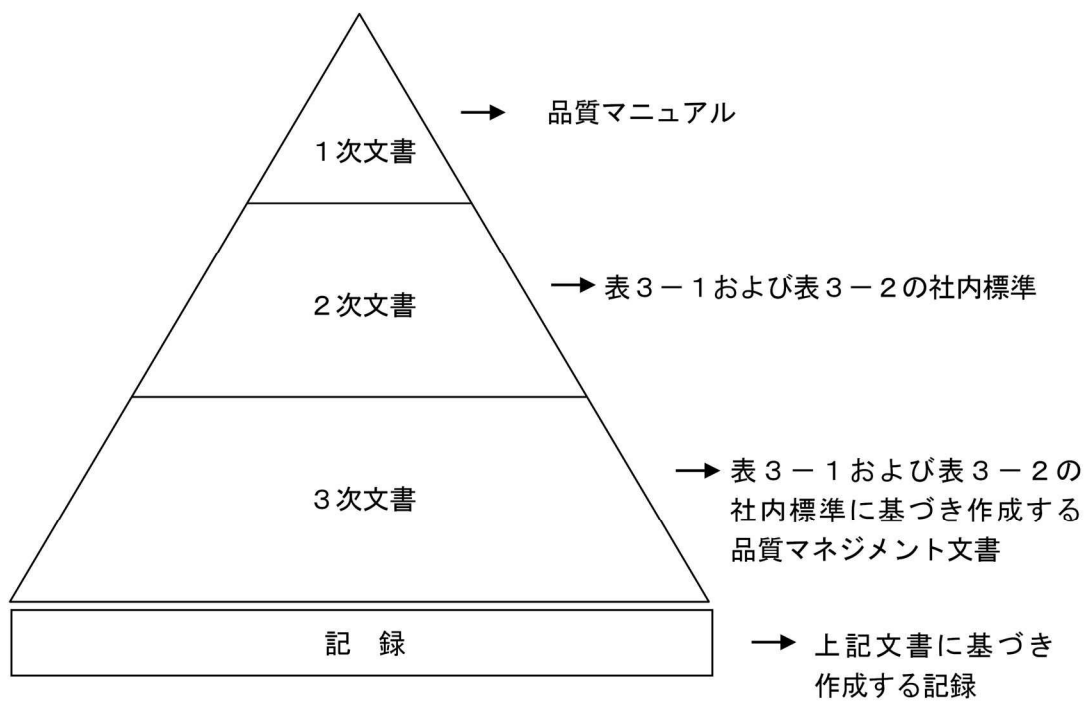 品質マニュアル
１次文書
表３－１および表３－２の社内標準
２次文書
表３－１および表３－２の
社内標準に基づき作成する
品質マネジメント文書
３次文書
記　録
上記文書に基づき
作成する記録